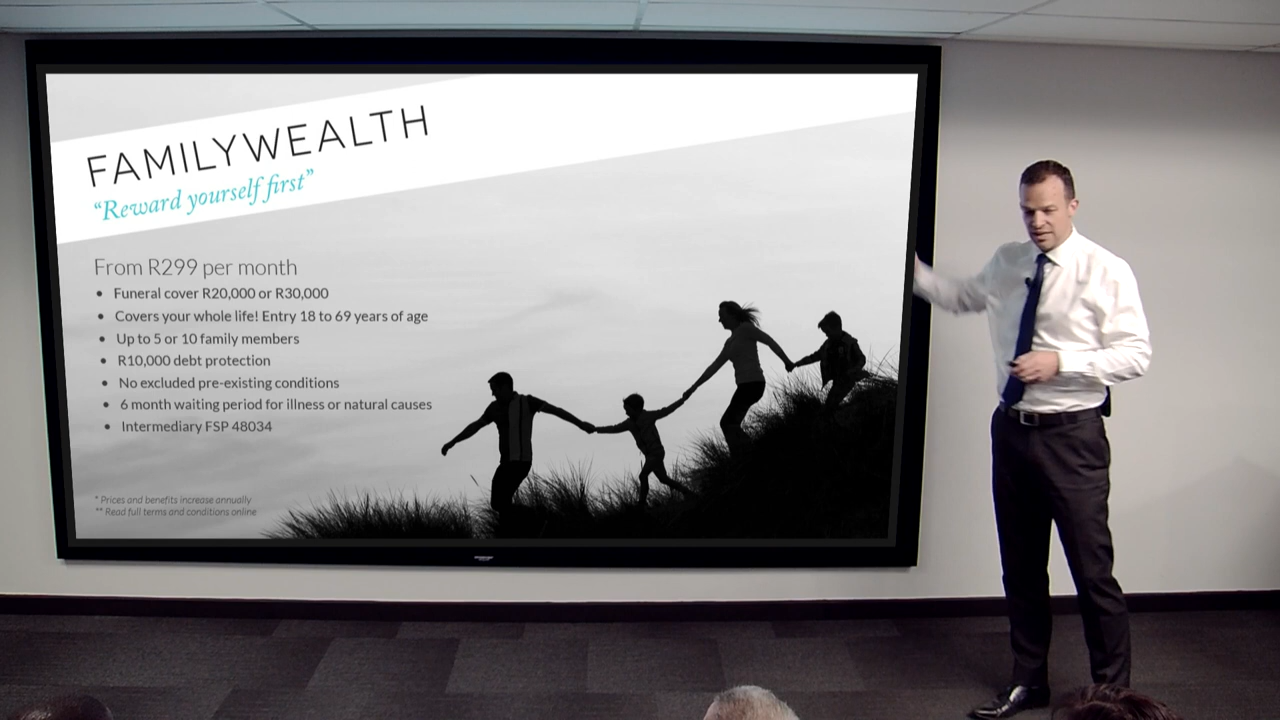 FAMILYWEALTH
“Reward yourself first”
From R299 per month
• Funeral cover R20,000 or R30,000
• Covers your whole life! Entry 18 to 69 years of age
• Up to 5 or 10 family members
• R10,000 debt protection
• No excluded pre-existing conditions
• 6 month waiting period for illness or natural causes
• Intermediary FSP 48034
* Prices and benefits increase annually
** Read full terms and conditions online